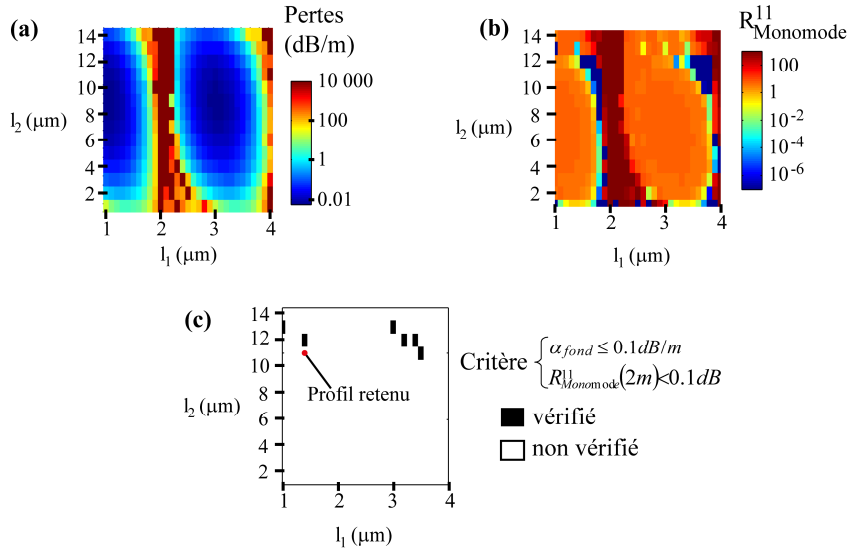 (a)
Pertes
(dB/m)
14
12
10
8
6
4
2
l2 (μm)
1
2
3
4
l1 (μm)
10 000
100
1
0.01
(b)
R11Monomode
14
12
10
8
6
4
2
l2 (μm)
1
2
3
4
l1 (μm)
100
1
10-2
10-4
10-6
(c)
14
12
10
8
6
4
2
l2 (μm)
Profil retenu
1
2
3
4
l1 (μm)
Critère
αfond ≤ 0.1dB/m
R11Monomode(2m)<0.1dB
vérifié
non vérifié